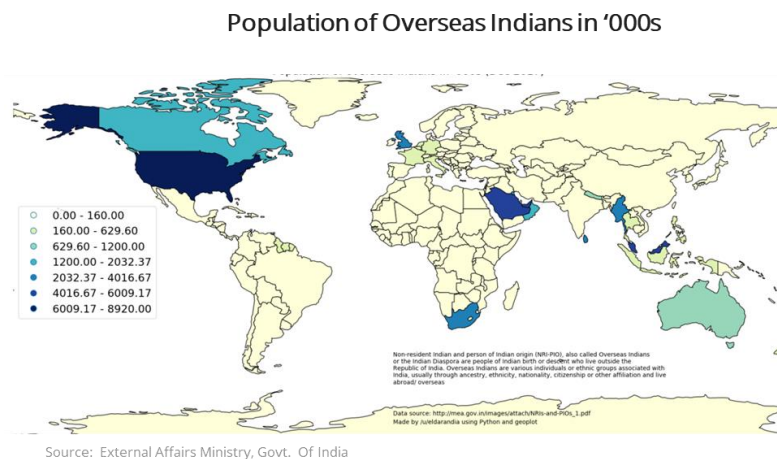 Population of Overseas Indians in ‘000s
0.00 - 160.00
160.00 - 629.60
629.60 - 1200.00
1200.00 - 2032.37
2032.37 - 4016.67
4016.67 - 6009.17
6009.17 - 8920.00
Non-resident Indian and person of Indian origin (NRI-PIO), also called Overseas Indians
or the Indian Diaspora are people of Indian birth or descent who live outside the
Republic of India. Overseas Indians are various individuals or ethnic groups associated with
India, usually through ancestry, ethnicity, nationality, citizenship or other affiliation and live
abroad/ overseas
Data source: http://mea.gov.in/images/attach/NRIs-and-PIOs_1.pdf
Made by /u/eldarandia using Python and geoplot
Source: External Affairs Ministry, Govt. Of India